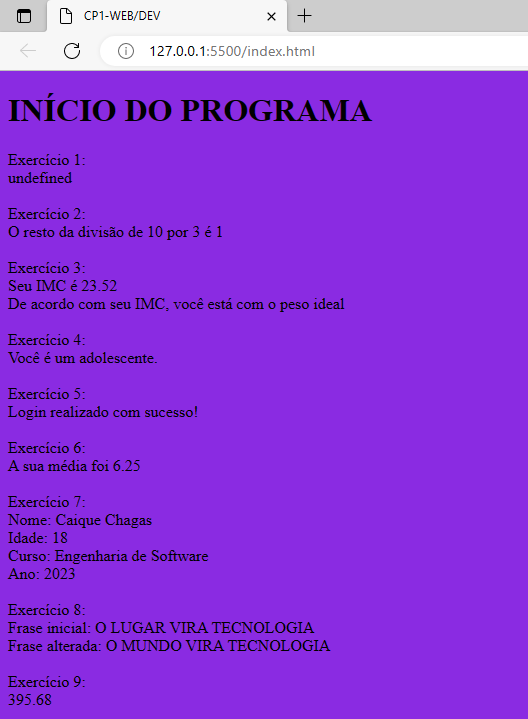 CP1-WEB/DEV
127.0.0.1:5500/index.html
INÍCIO DO PROGRAMA
Exercício 1:
undefined
Exercício 2:
O resto da divisão de 10 por 3 é 1
Exercício 3:
Seu IMC é 23.52
De acordo com seu IMC, você está com o peso ideal
Exercício 4:
Você é um adolescente.
Exercício 5:
Login realizado com sucesso!
Exercício 6:
A sua média foi 6.25
Exercício 7:
Nome: Caique Chagas
Idade: 18
Curso: Engenharia de Software
Ano: 2023
Exercício 8:
Frase inicial: O LUGAR VIRA TECNOLOGIA
Frase alterada: O MUNDO VIRA TECNOLOGIA
Exercício 9:
395.68